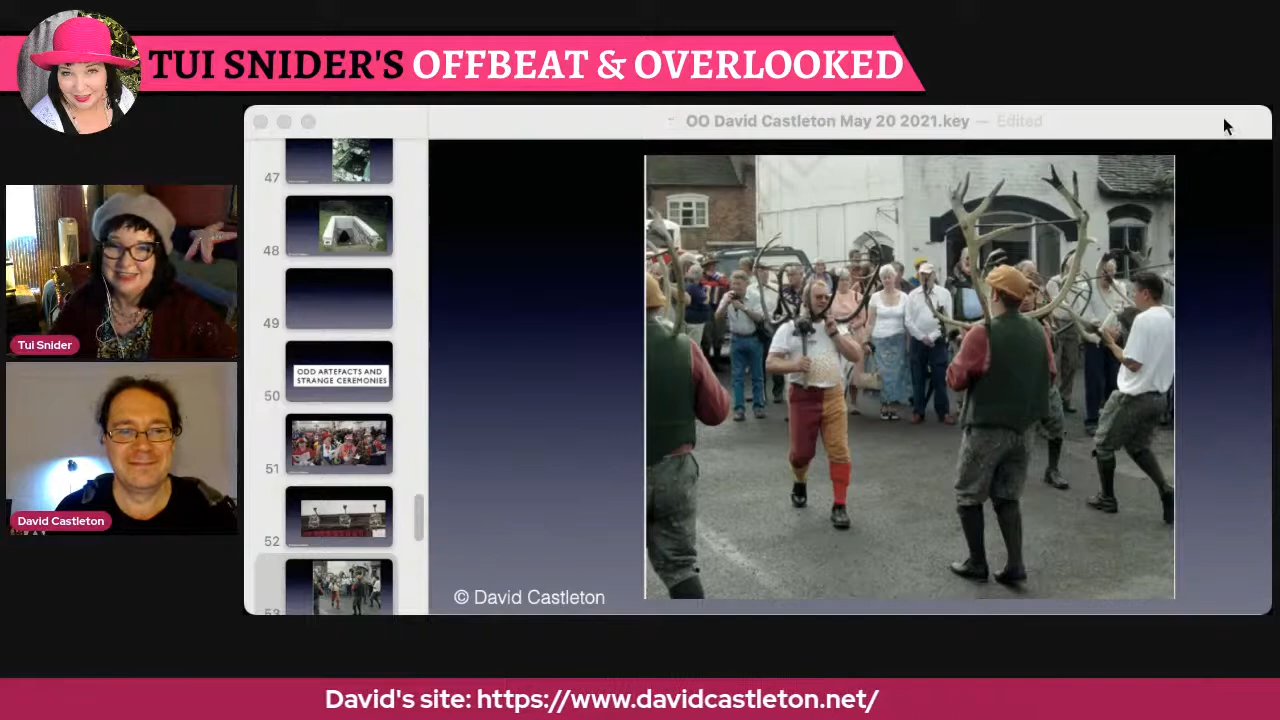 TUI SNIDER'S OFFBEAT & OVERLOOKED
OO David Castleton May 20 2021.key — Edited
47
48
49
50
ODD ARTEFACTS AND
STRANGE CEREMONIES
51
52
53
Tui Snider
David Castleton
© David Castleton
David's site: https://www.davidcastleton.net/